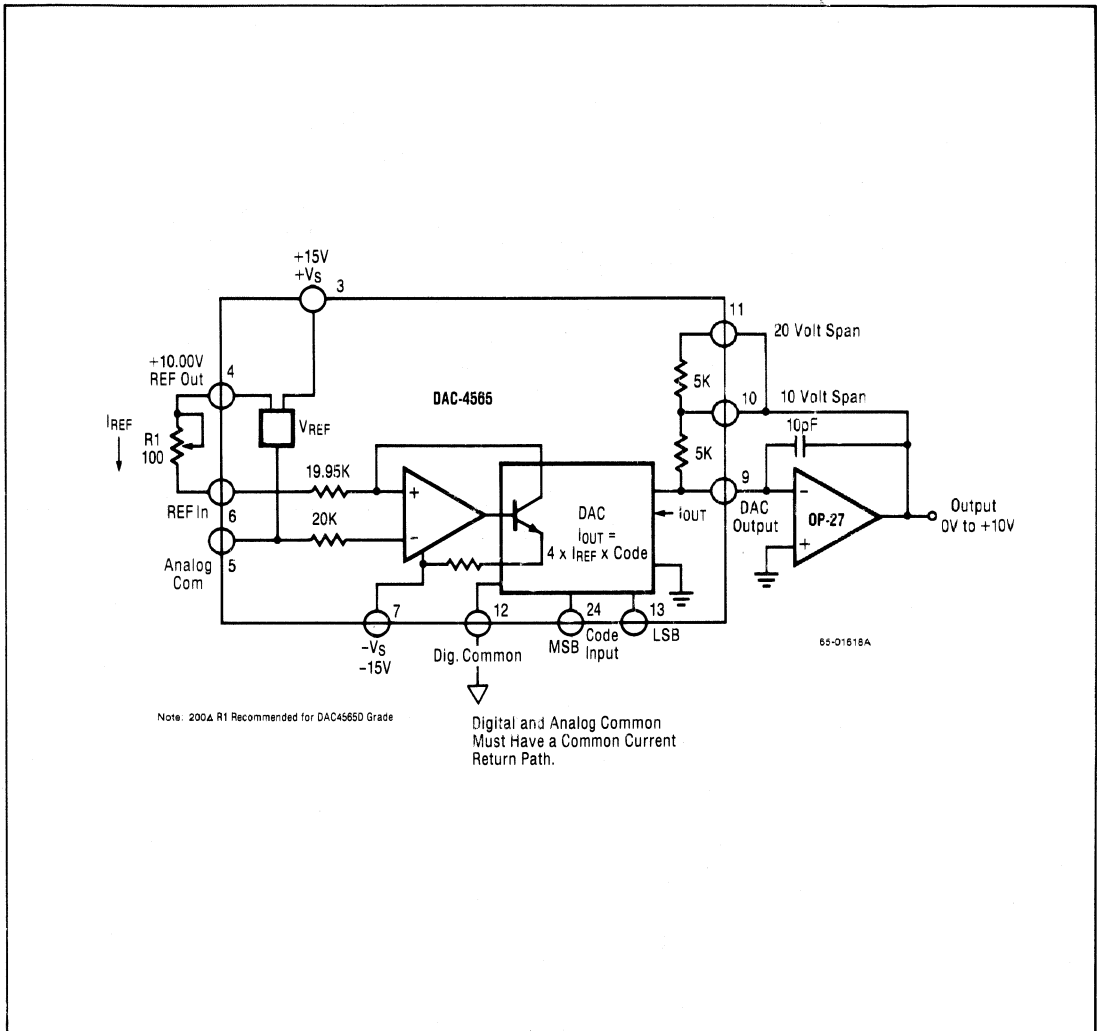 +15V
+VS
3
11
20 Volt Span
+10.00V
REF Out
4
5K
DAC-4565
10
10 Volt Span
IREF
R1
100
VREF
10pF
5K
19.95K
9
REF In
6
+
DAC
IOUT
DAC
Output
-
OP-27
+
Output
0V to +10V
20K
-
IOUT =
4 x IREF x Code
Analog
Com
5
7
12
24
13
-VS
-15V
Dig. Common
MSB
Code
Input
LSB
65-01618A
Note: 200Δ R1 Recommended for DAC4565D Grade
Digital and Analog Common
Must Have a Common Current
Return Path.